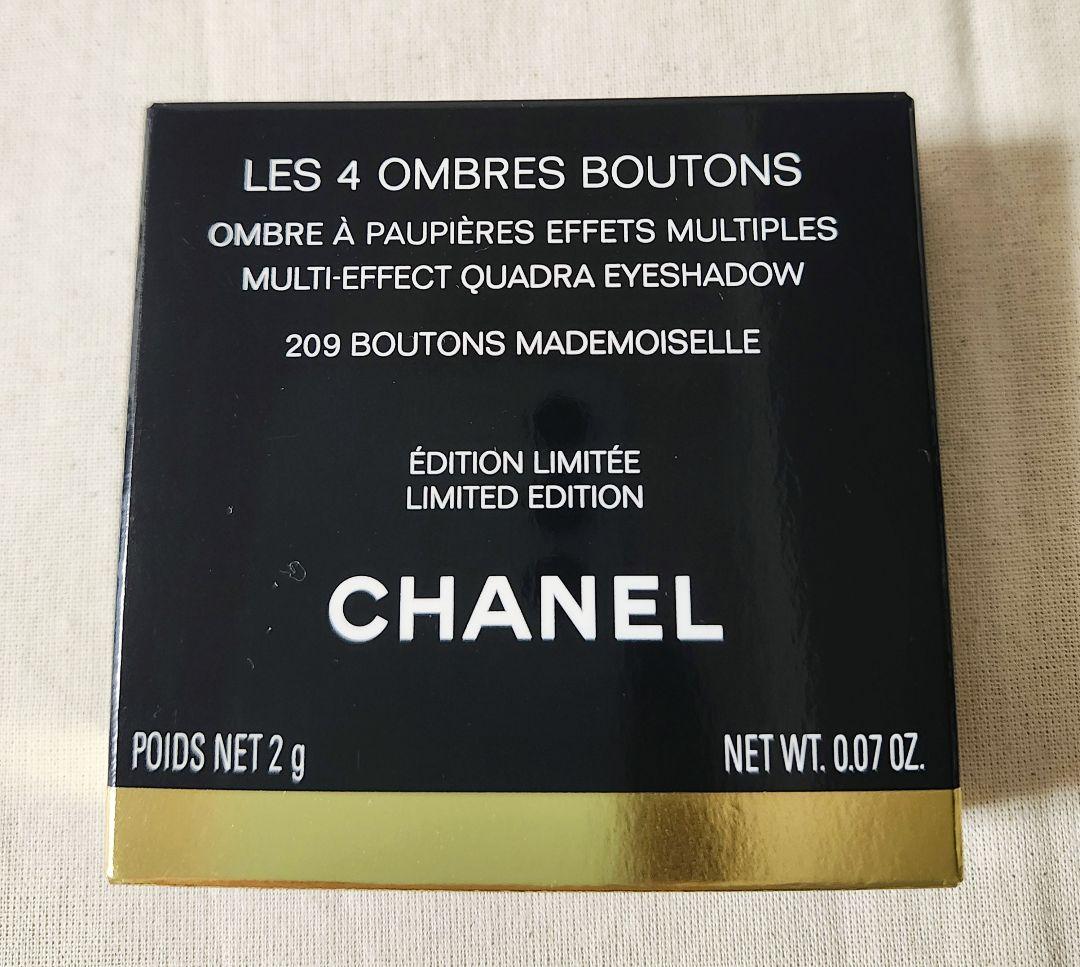 LES 4 OMBRES BOUTONS
OMBRE À PAUPIÈRES EFFETS MULTIPLES
MULTI-EFFECT QUADRA EYESHADOW
209 BOUTONS MADEMOISELLE
ÉDITION LIMITÉE
LIMITED EDITION
CHANEL
POIDS NET 2 g NET WT. 0.07 OZ.